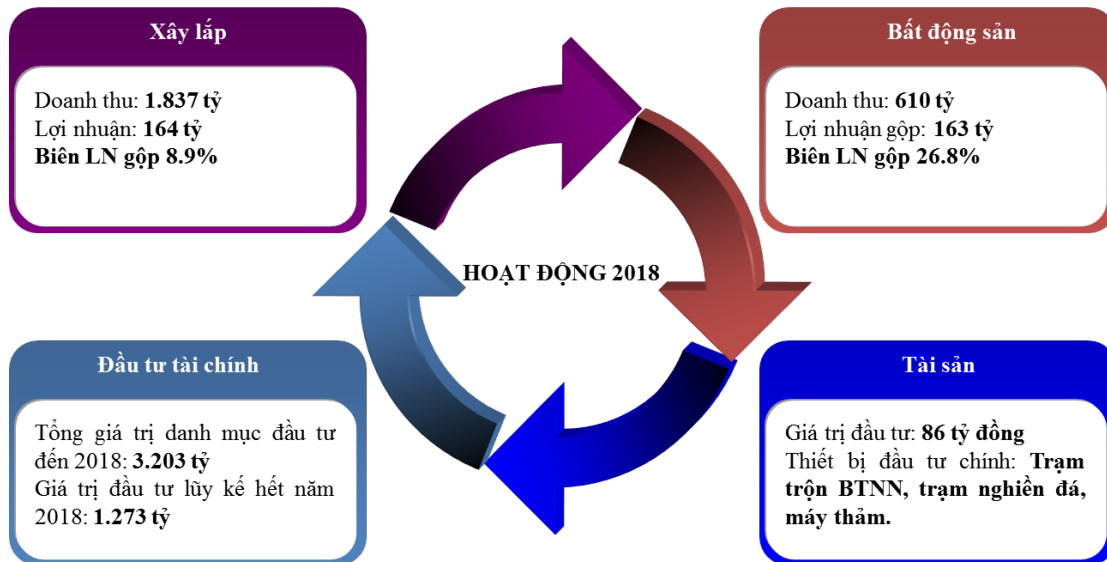 Xây lắp
Doanh thu: 1.837 tỷ
Lợi nhuận: 164 tỷ
Biên LN gộp 8.9%
Bất động sản
Doanh thu: 610 tỷ
Lợi nhuận gộp: 163 tỷ
Biên LN gộp 26.8%
HOẠT ĐỘNG 2018
Đầu tư tài chính
Tổng giá trị danh mục đầu tư
đến 2018: 3.203 tỷ
Giá trị đầu tư lũy kế hết năm
2018: 1.273 tỷ
Tài sản
Giá trị đầu tư: 86 tỷ đồng
Thiết bị đầu tư chính: Trạm
trộn BTNN, trạm nghiền đá,
máy thảm.